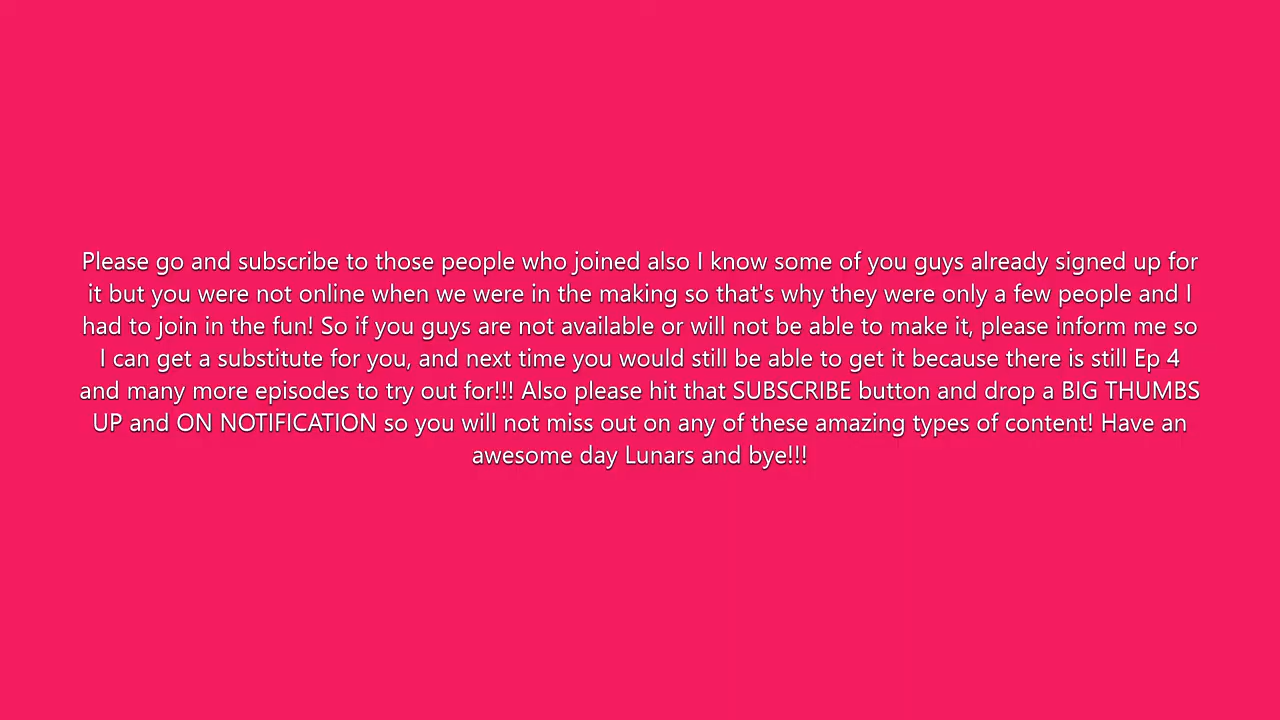 Please go and subscribe to those people who joined also I know some of you guys already signed up for
it but you were not online when we were in the making so that's why they were only a few people and I
had to join in the fun! So if you guys are not available or will not be able to make it, please inform me so
I can get a substitute for you, and next time you would still be able to get it because there is still Ep 4
and many more episodes to try out for!!! Also please hit that SUBSCRIBE button and drop a BIG THUMBS
UP and ON NOTIFICATION so you will not miss out on any of these amazing types of content! Have an
awesome day Lunars and bye!!!